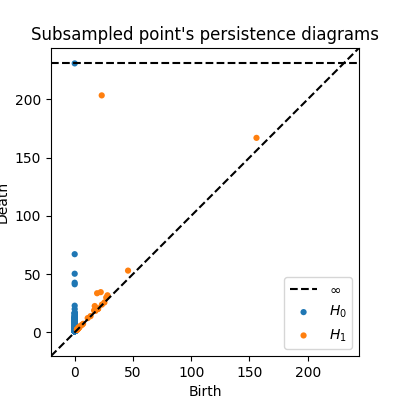 Subsampled point's persistence diagrams
Death
200
150
100
50
0
0
50
100
150
200
Birth
∞
H₀
H₁